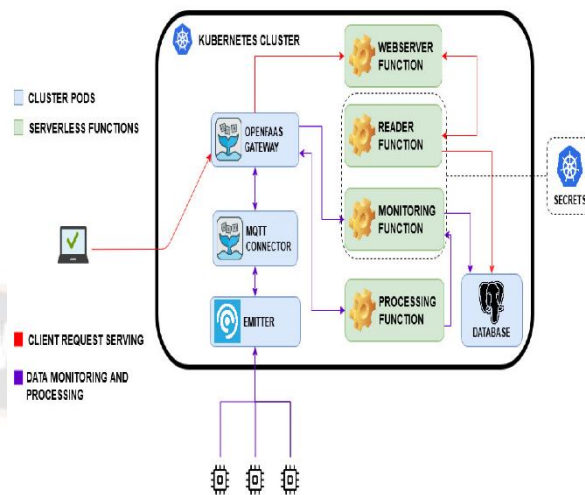 KUBERNETES CLUSTER
WEBSERVER
FUNCTION
CLUSTER PODS
SERVERLESS FUNCTIONS
OPENFAAS
GATEWAY
READER
FUNCTION
SECRETS
MQTT
CONNECTOR
MONITORING
FUNCTION
EMITTER
PROCESSING
FUNCTION
DATABASE
CLIENT REQUEST SERVING
DATA MONITORING AND
PROCESSING